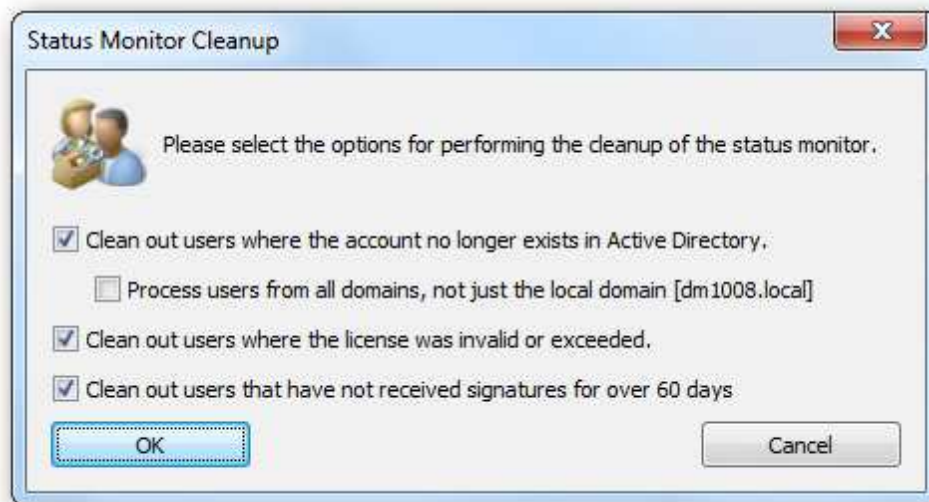 Status Monitor Cleanup
Please select the options for performing the cleanup of the status monitor.
Clean out users where the account no longer exists in Active Directory.
Process users from all domains, not just the local domain [dm1008.local]
Clean out users where the license was invalid or exceeded.
Clean out users that have not received signatures for over 60 days
OK
Cancel